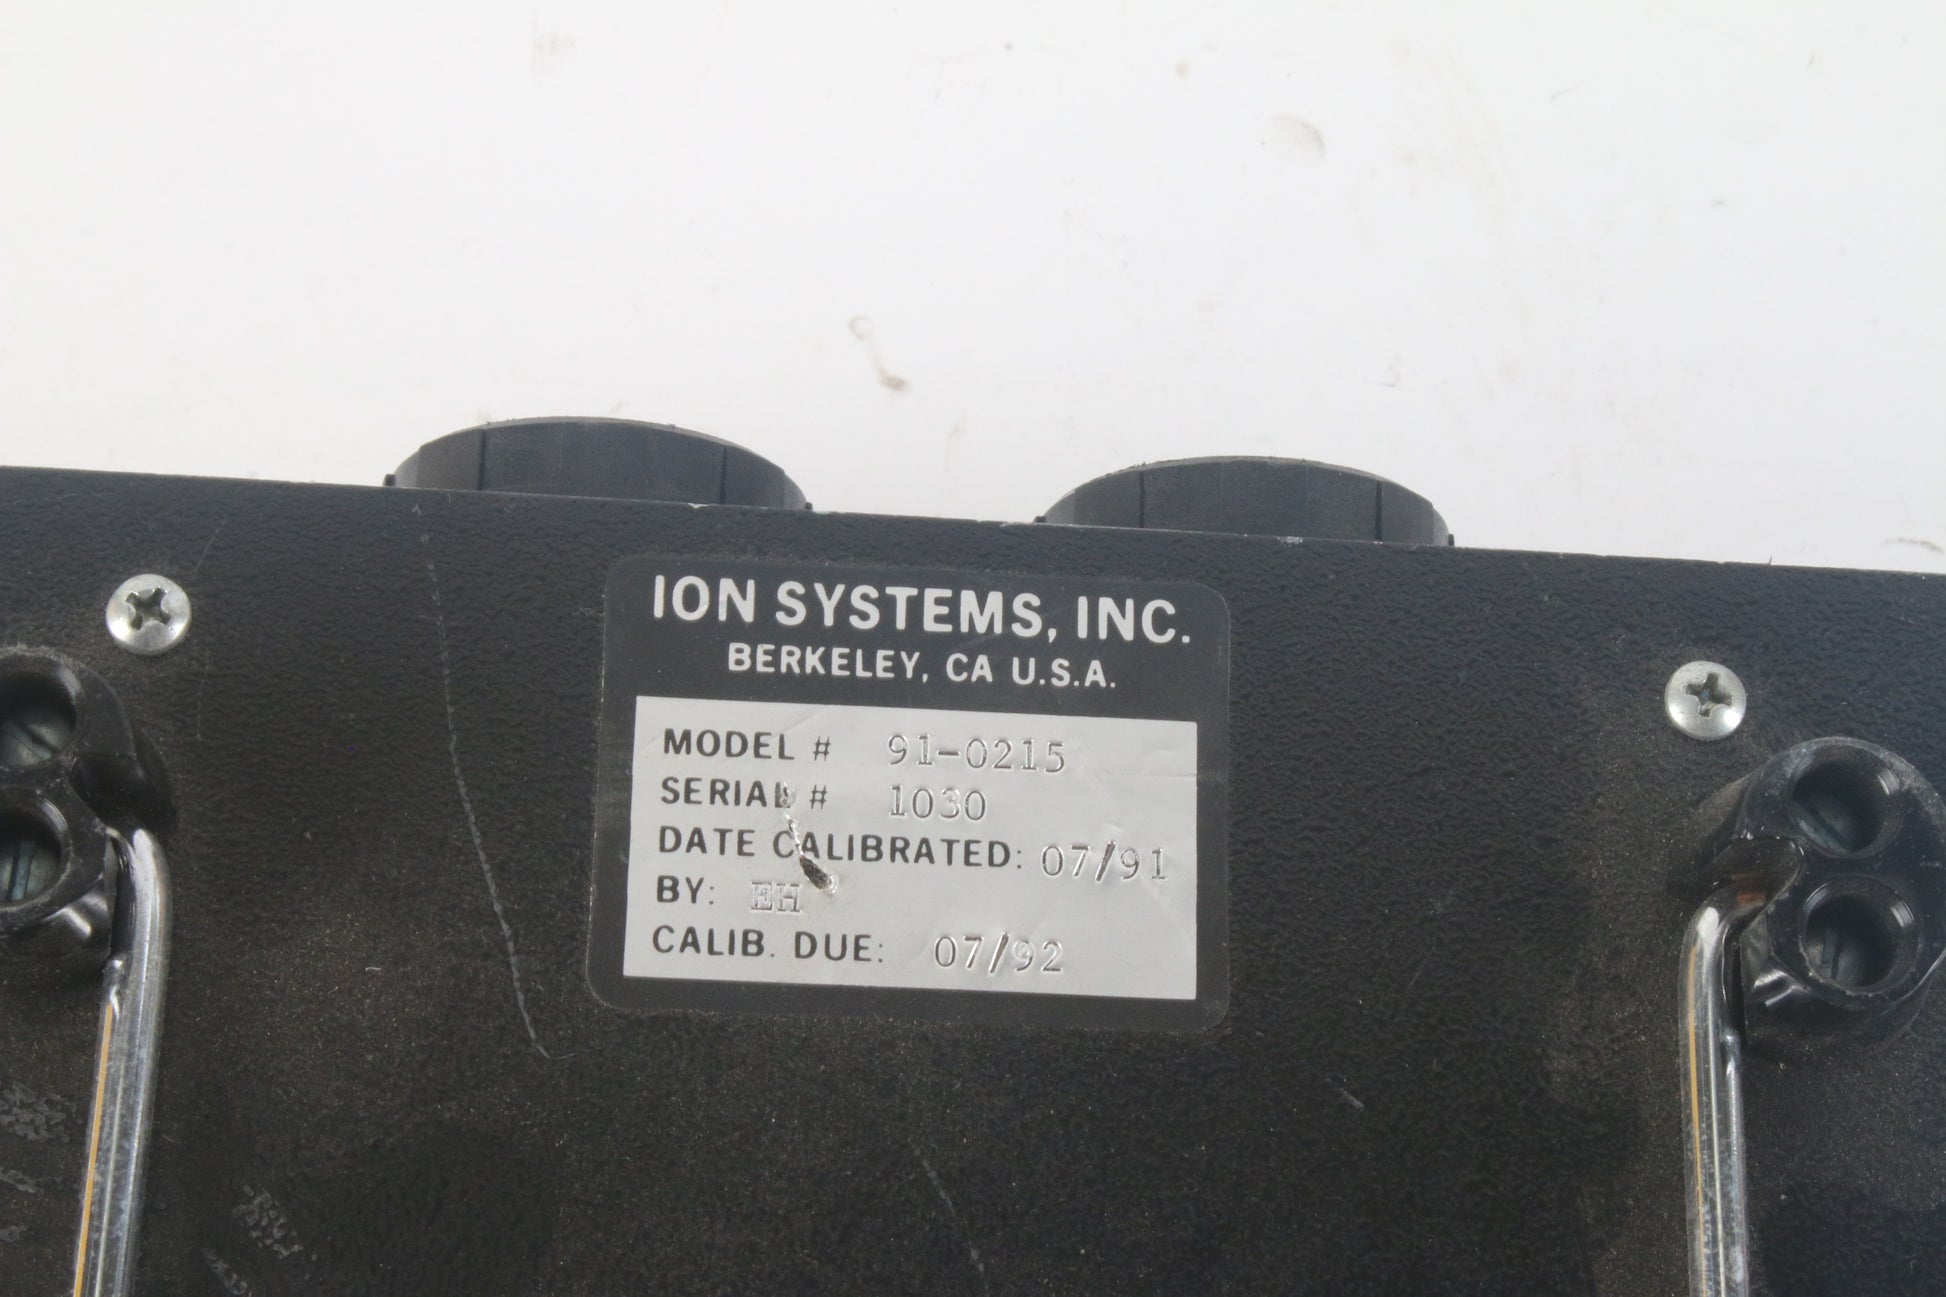 ION SYSTEMS, INC.
BERKELEY, CA U.S.A.
MODEL # 91-0215
SERIAL # 1030
DATE CALIBRATED: 07/91
BY: EH
CALIB. DUE: 07/92